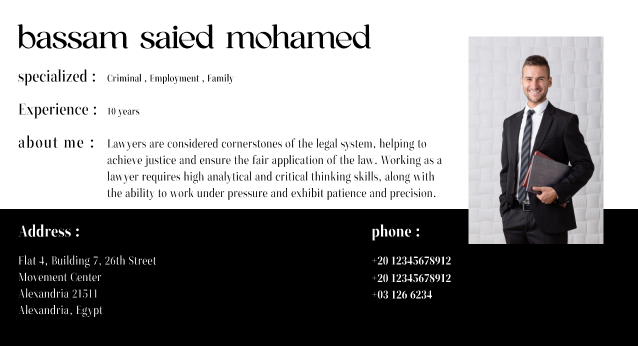 bassam saied mohamed
specialized : Criminal , Employment , Family
Experience : 10 years
about me : Lawyers are considered cornerstones of the legal system, helping to
achieve justice and ensure the fair application of the law. Working as a
lawyer requires high analytical and critical thinking skills, along with
the ability to work under pressure and exhibit patience and precision.
Address :
Flat 4, Building 7, 26th Street
Movement Center
Alexandria 21511
Alexandria, Egypt
phone :
+20 12345678912
+20 12345678912
+03 126 6234